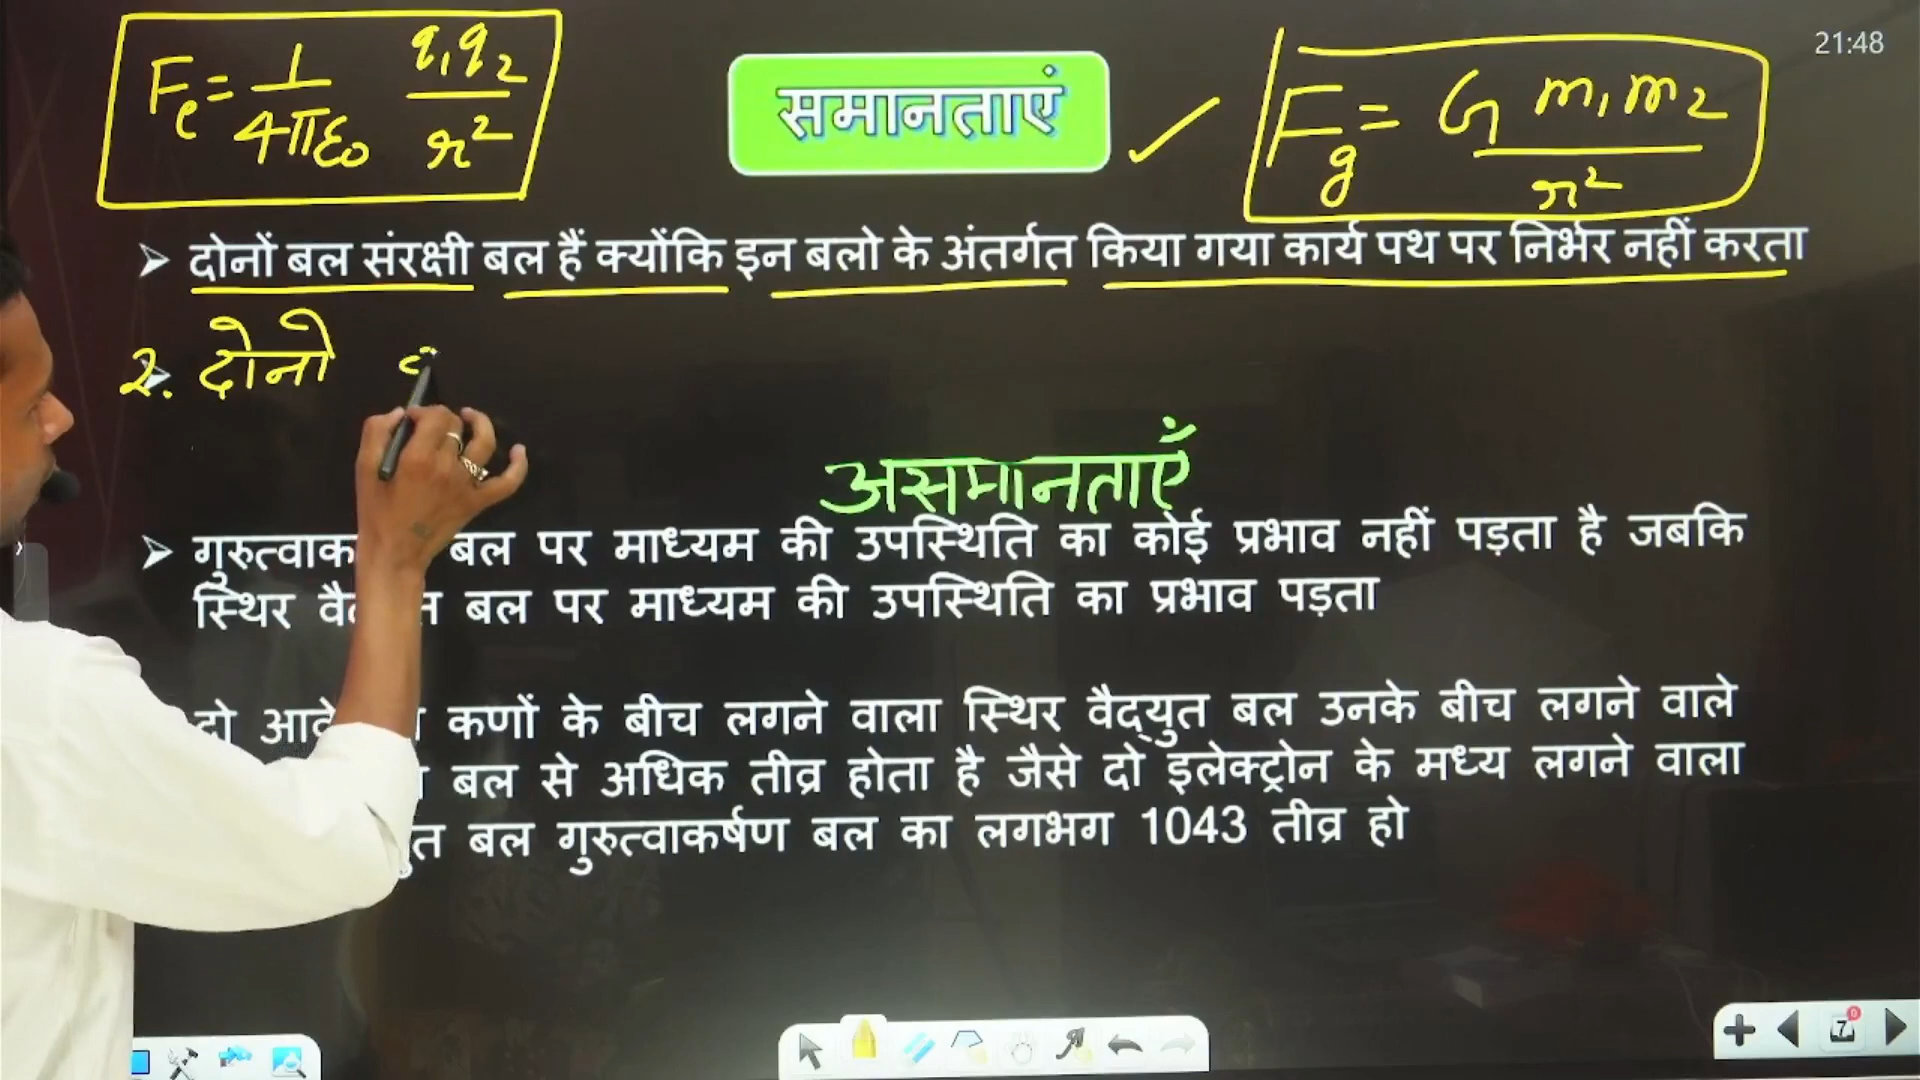 Fe = 1/4πε0 q1q2/r²
समानताएं
Fg = G m1m2/r²
21:48
➢ दोनों बल संरक्षी बल हैं क्योंकि इन बलो के अंतर्गत किया गया कार्य पथ पर निर्भर नहीं करता
2. दोनो
असमानताएँ
➢ बल पर माध्यम की उपस्थिति का कोई प्रभाव नहीं पड़ता है जबकि
स्थिर बल पर माध्यम की उपस्थिति का प्रभाव पड़ता
दो कणों के बीच लगने वाला स्थिर वैद्युत बल उनके बीच लगने वाले
बल से अधिक तीव्र होता है जैसे दो इलेक्ट्रोन के मध्य लगने वाला
बल गुरुत्वाकर्षण बल का लगभग 1043 तीव्र हो
7
0